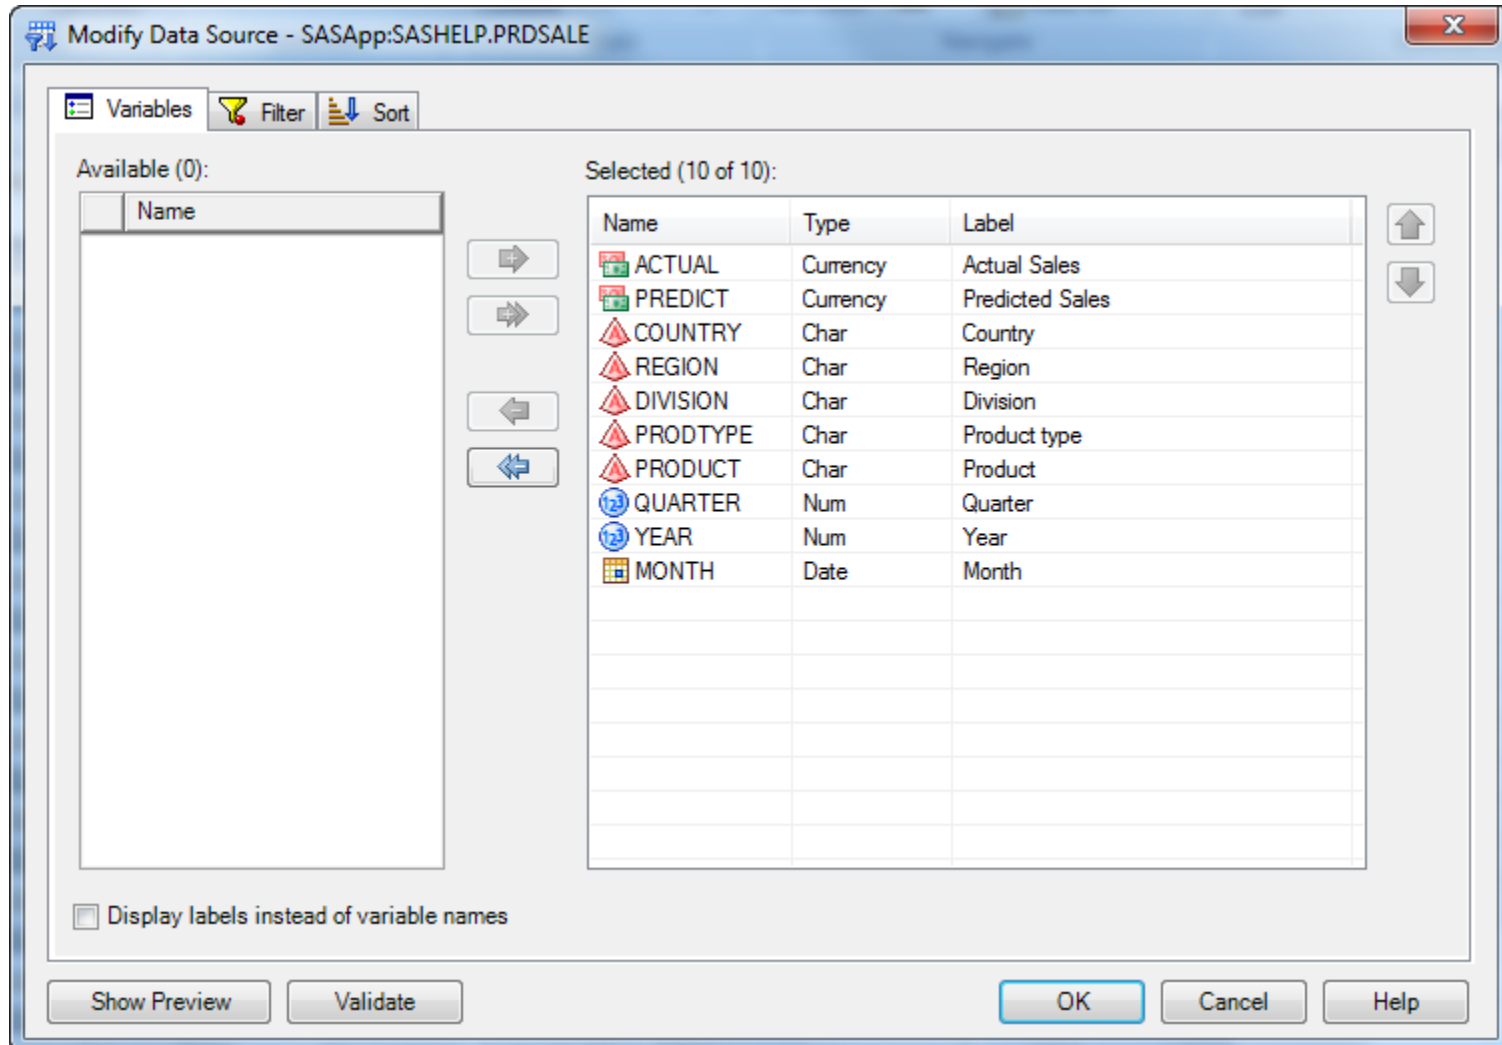 Modify Data Source - SASApp:SASHELP.PRDSALE
Variables Filter Sort
Available (0):
Name
Selected (10 of 10):
Name Type Label
ACTUAL Currency Actual Sales
PREDICT Currency Predicted Sales
COUNTRY Char Country
REGION Char Region
DIVISION Char Division
PRODTYPE Char Product type
PRODUCT Char Product
QUARTER Num Quarter
YEAR Num Year
MONTH Date Month
Display labels instead of variable names
Show Preview Validate OK Cancel Help